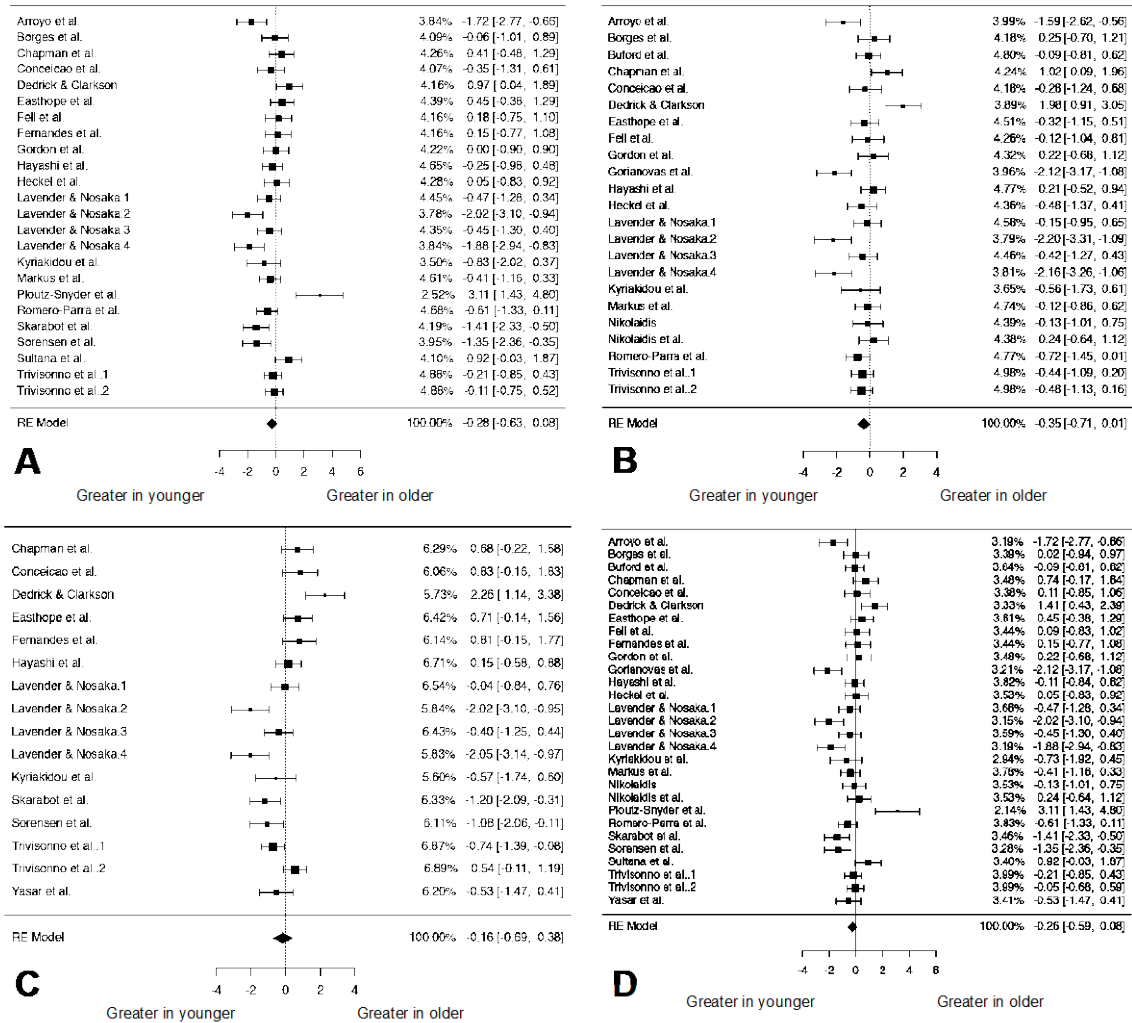 Arroyo et al. 3.84% -1.72 [-2.77, -0.66]
Borges et al. 4.09% -0.06 [-1.01, 0.89]
Chapman et al. 4.26% 0.41 [-0.48, 1.29]
Conceicao et al. 4.07% -0.35 [-1.31, 0.61]
Dedrick & Clarkson 4.16% 0.97 [ 0.04, 1.89]
Easthope et al. 4.39% 0.45 [-0.38, 1.29]
Fell et al. 4.16% 0.18 [-0.75, 1.10]
Fernandes et al. 4.16% 0.15 [-0.77, 1.08]
Gordon et al. 4.22% 0.00 [-0.90, 0.90]
Hayashi et al. 4.65% -0.25 [-0.98, 0.48]
Heckel et al. 4.28% 0.05 [-0.83, 0.92]
Lavender & Nosaka.1 4.45% -0.47 [-1.28, 0.34]
Lavender & Nosaka.2 3.78% -2.02 [-3.10, -0.94]
Lavender & Nosaka.3 4.35% -0.45 [-1.30, 0.40]
Lavender & Nosaka.4 3.84% -1.88 [-2.94, -0.83]
Kyriakidou et al. 3.50% -0.83 [-2.02, 0.37]
Markus et al. 4.61% -0.41 [-1.16, 0.33]
Ploutz-Snyder et al. 2.52% 3.11 [ 1.43, 4.80]
Romero-Parra et al. 4.68% -0.61 [-1.33, 0.11]
Skarabot et al. 4.19% -1.41 [-2.33, -0.50]
Sorensen et al. 3.95% -1.35 [-2.36, -0.35]
Sultana et al. 4.10% 0.92 [-0.03, 1.87]
Trivisonno et al..1 4.86% -0.21 [-0.85, 0.43]
Trivisonno et al..2 4.86% -0.11 [-0.75, 0.52]
RE Model 100.00% -0.28 [-0.63, 0.08]
A
-4 -2 0 2 4 6
Greater in younger Greater in older
Arroyo et al. 3.99% -1.59 [-2.62, -0.56]
Borges et al. 4.18% 0.25 [-0.70, 1.21]
Buford et al. 4.80% -0.09 [-0.81, 0.62]
Chapman et al. 4.24% 1.02 [ 0.09, 1.96]
Conceicao et al. 4.16% -0.28 [-1.24, 0.68]
Dedrick & Clarkson 3.89% 1.98 [ 0.91, 3.05]
Easthope et al. 4.51% -0.32 [-1.15, 0.51]
Fell et al. 4.26% -0.12 [-1.04, 0.81]
Gordon et al. 4.32% 0.22 [-0.68, 1.12]
Gorianovas et al. 3.96% -2.12 [-3.17, -1.08]
Hayashi et al. 4.77% 0.21 [-0.52, 0.94]
Heckel et al. 4.36% -0.48 [-1.37, 0.41]
Lavender & Nosaka.1 4.58% -0.15 [-0.95, 0.65]
Lavender & Nosaka.2 3.79% -2.20 [-3.31, -1.09]
Lavender & Nosaka.3 4.46% -0.42 [-1.27, 0.43]
Lavender & Nosaka.4 3.81% -2.16 [-3.26, -1.06]
Kyriakidou et al. 3.65% -0.56 [-1.73, 0.61]
Markus et al. 4.74% -0.12 [-0.86, 0.62]
Nikolaidis 4.39% -0.13 [-1.01, 0.75]
Nikolaidis et al. 4.38% 0.24 [-0.64, 1.12]
Romero-Parra et al. 4.77% -0.72 [-1.45, 0.01]
Trivisonno et al..1 4.98% -0.44 [-1.09, 0.20]
Trivisonno et al..2 4.98% -0.48 [-1.13, 0.16]
RE Model 100.00% -0.35 [-0.71, 0.01]
B
-4 -2 0 2 4
Greater in younger Greater in older
Chapman et al. 6.29% 0.68 [-0.22, 1.58]
Conceicao et al. 6.06% 0.83 [-0.16, 1.83]
Dedrick & Clarkson 5.73% 2.26 [ 1.14, 3.38]
Easthope et al. 6.42% 0.71 [-0.14, 1.56]
Fernandes et al. 6.14% 0.81 [-0.15, 1.77]
Hayashi et al. 6.71% 0.15 [-0.58, 0.88]
Lavender & Nosaka.1 6.54% -0.04 [-0.84, 0.76]
Lavender & Nosaka.2 5.84% -2.02 [-3.10, -0.95]
Lavender & Nosaka.3 6.43% -0.40 [-1.25, 0.44]
Lavender & Nosaka.4 5.83% -2.05 [-3.14, -0.97]
Kyriakidou et al. 5.60% -0.57 [-1.74, 0.60]
Skarabot et al. 6.33% -1.20 [-2.09, -0.31]
Sorensen et al. 6.11% -1.08 [-2.06, -0.11]
Trivisonno et al..1 6.87% -0.74 [-1.39, -0.08]
Trivisonno et al..2 6.89% 0.54 [-0.11, 1.19]
Yasar et al. 6.20% -0.53 [-1.47, 0.41]
RE Model 100.00% -0.16 [-0.69, 0.38]
C
-4 -2 0 2 4
Greater in younger Greater in older
Arroyo et al. 3.19% -1.72 [-2.77, -0.66]
Borges et al. 3.39% 0.02 [-0.94, 0.97]
Buford et al. 3.84% -0.09 [-0.81, 0.62]
Chapman et al. 3.48% 0.74 [-0.17, 1.64]
Conceicao et al. 3.38% 0.11 [-0.85, 1.06]
Dedrick & Clarkson 3.33% 1.41 [ 0.43, 2.39]
Easthope et al. 3.61% 0.45 [-0.38, 1.29]
Fell et al. 3.44% 0.09 [-0.83, 1.02]
Fernandes et al. 3.44% 0.15 [-0.77, 1.08]
Gordon et al. 3.48% 0.22 [-0.68, 1.12]
Gorianovas et al. 3.21% -2.12 [-3.17, -1.08]
Hayashi et al. 3.82% -0.11 [-0.84, 0.62]
Heckel et al. 3.53% 0.05 [-0.83, 0.92]
Lavender & Nosaka.1 3.66% -0.47 [-1.28, 0.34]
Lavender & Nosaka.2 3.15% -2.02 [-3.10, -0.94]
Lavender & Nosaka.3 3.59% -0.45 [-1.30, 0.40]
Lavender & Nosaka.4 3.19% -1.88 [-2.94, -0.83]
Kyriakidou et al. 2.94% -0.73 [-1.92, 0.45]
Markus et al. 3.78% -0.41 [-1.16, 0.33]
Nikolaidis 3.53% -0.13 [-1.01, 0.75]
Nikolaidis et al. 3.53% 0.24 [-0.64, 1.12]
Ploutz-Snyder et al. 2.14% 3.11 [ 1.43, 4.80]
Romero-Parra et al. 3.83% -0.61 [-1.33, 0.11]
Skarabot et al. 3.46% -1.41 [-2.33, -0.50]
Sorensen et al. 3.28% -1.35 [-2.36, -0.35]
Sultana et al. 3.40% 0.92 [-0.03, 1.87]
Trivisonno et al..1 3.99% -0.21 [-0.85, 0.43]
Trivisonno et al..2 3.99% -0.05 [-0.68, 0.59]
Yasar et al. 3.41% -0.53 [-1.47, 0.41]
RE Model 100.00% -0.26 [-0.59, 0.08]
D
-4 -2 0 2 4 6 8
Greater in younger Greater in older